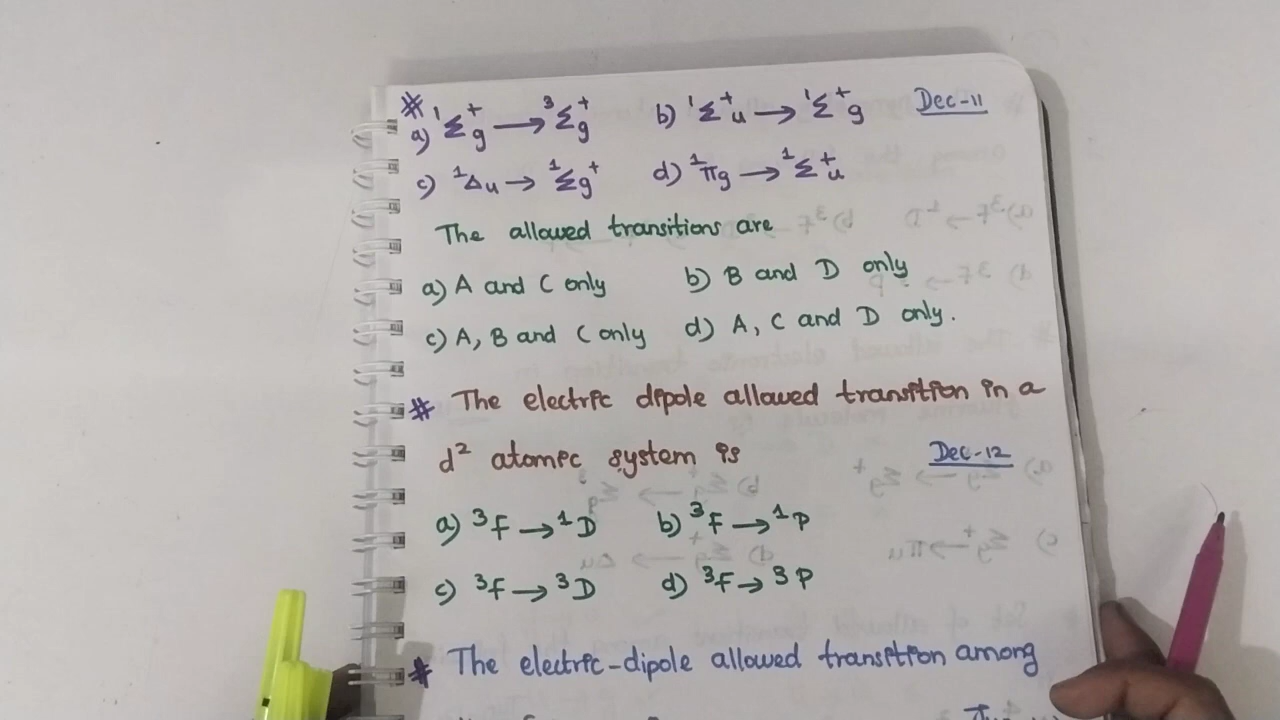 * a) ¹Σg⁺ → ³Σg⁺ b) ¹Σ⁺u → ¹Σ⁺g Dec-11
c) ¹Δu → ¹Σg⁺ d) ¹πg → ¹Σ⁺u
The allowed transitions are
a) A and C only b) B and D only
c) A, B and C only d) A, C and D only.
* The electric dipole allowed transition in a
d² atomic system is Dec-12
a) ³F → ¹D b) ³F → ¹P
c) ³F → ³D d) ³F → ³P
* The electric-dipole allowed transition among